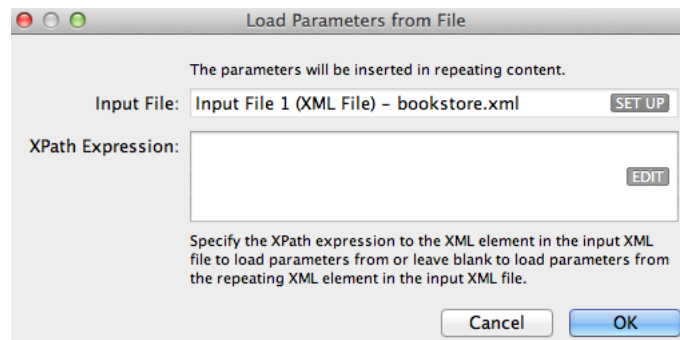 Load Parameters from File
The parameters will be inserted in repeating content.
Input File: Input File 1 (XML File) – bookstore.xml SET UP
XPath Expression:
EDIT
Specify the XPath expression to the XML element in the input XML
file to load parameters from or leave blank to load parameters from
the repeating XML element in the input XML file.
Cancel OK